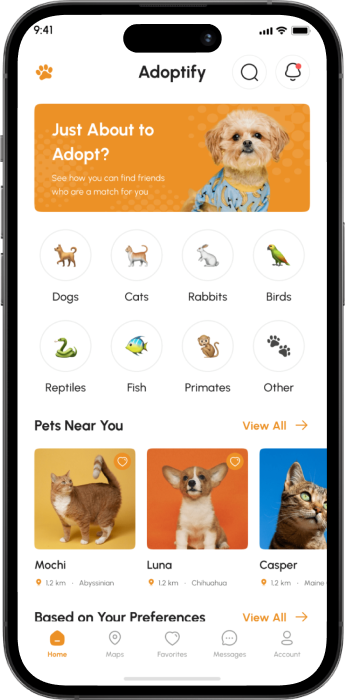 9:41
Adoptify
Just About to
Adopt?
See how you can find friends
who are a match for you
Dogs Cats Rabbits Birds
Reptiles Fish Primates Other
Pets Near You View All →
Mochi Luna Casper
1.2 km · Abyssinian 1.2 km · Chihuahua 1.2 km · Maine
Based on Your Preferences View All →
Home Maps Favorites Messages Account